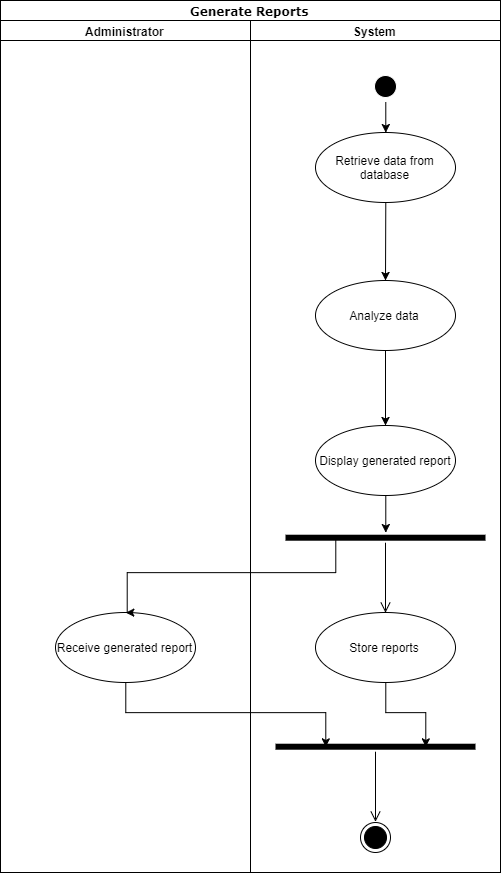 Generate Reports
Administrator
System
Retrieve data from
database
Analyze data
Display generated report
Receive generated report
Store reports